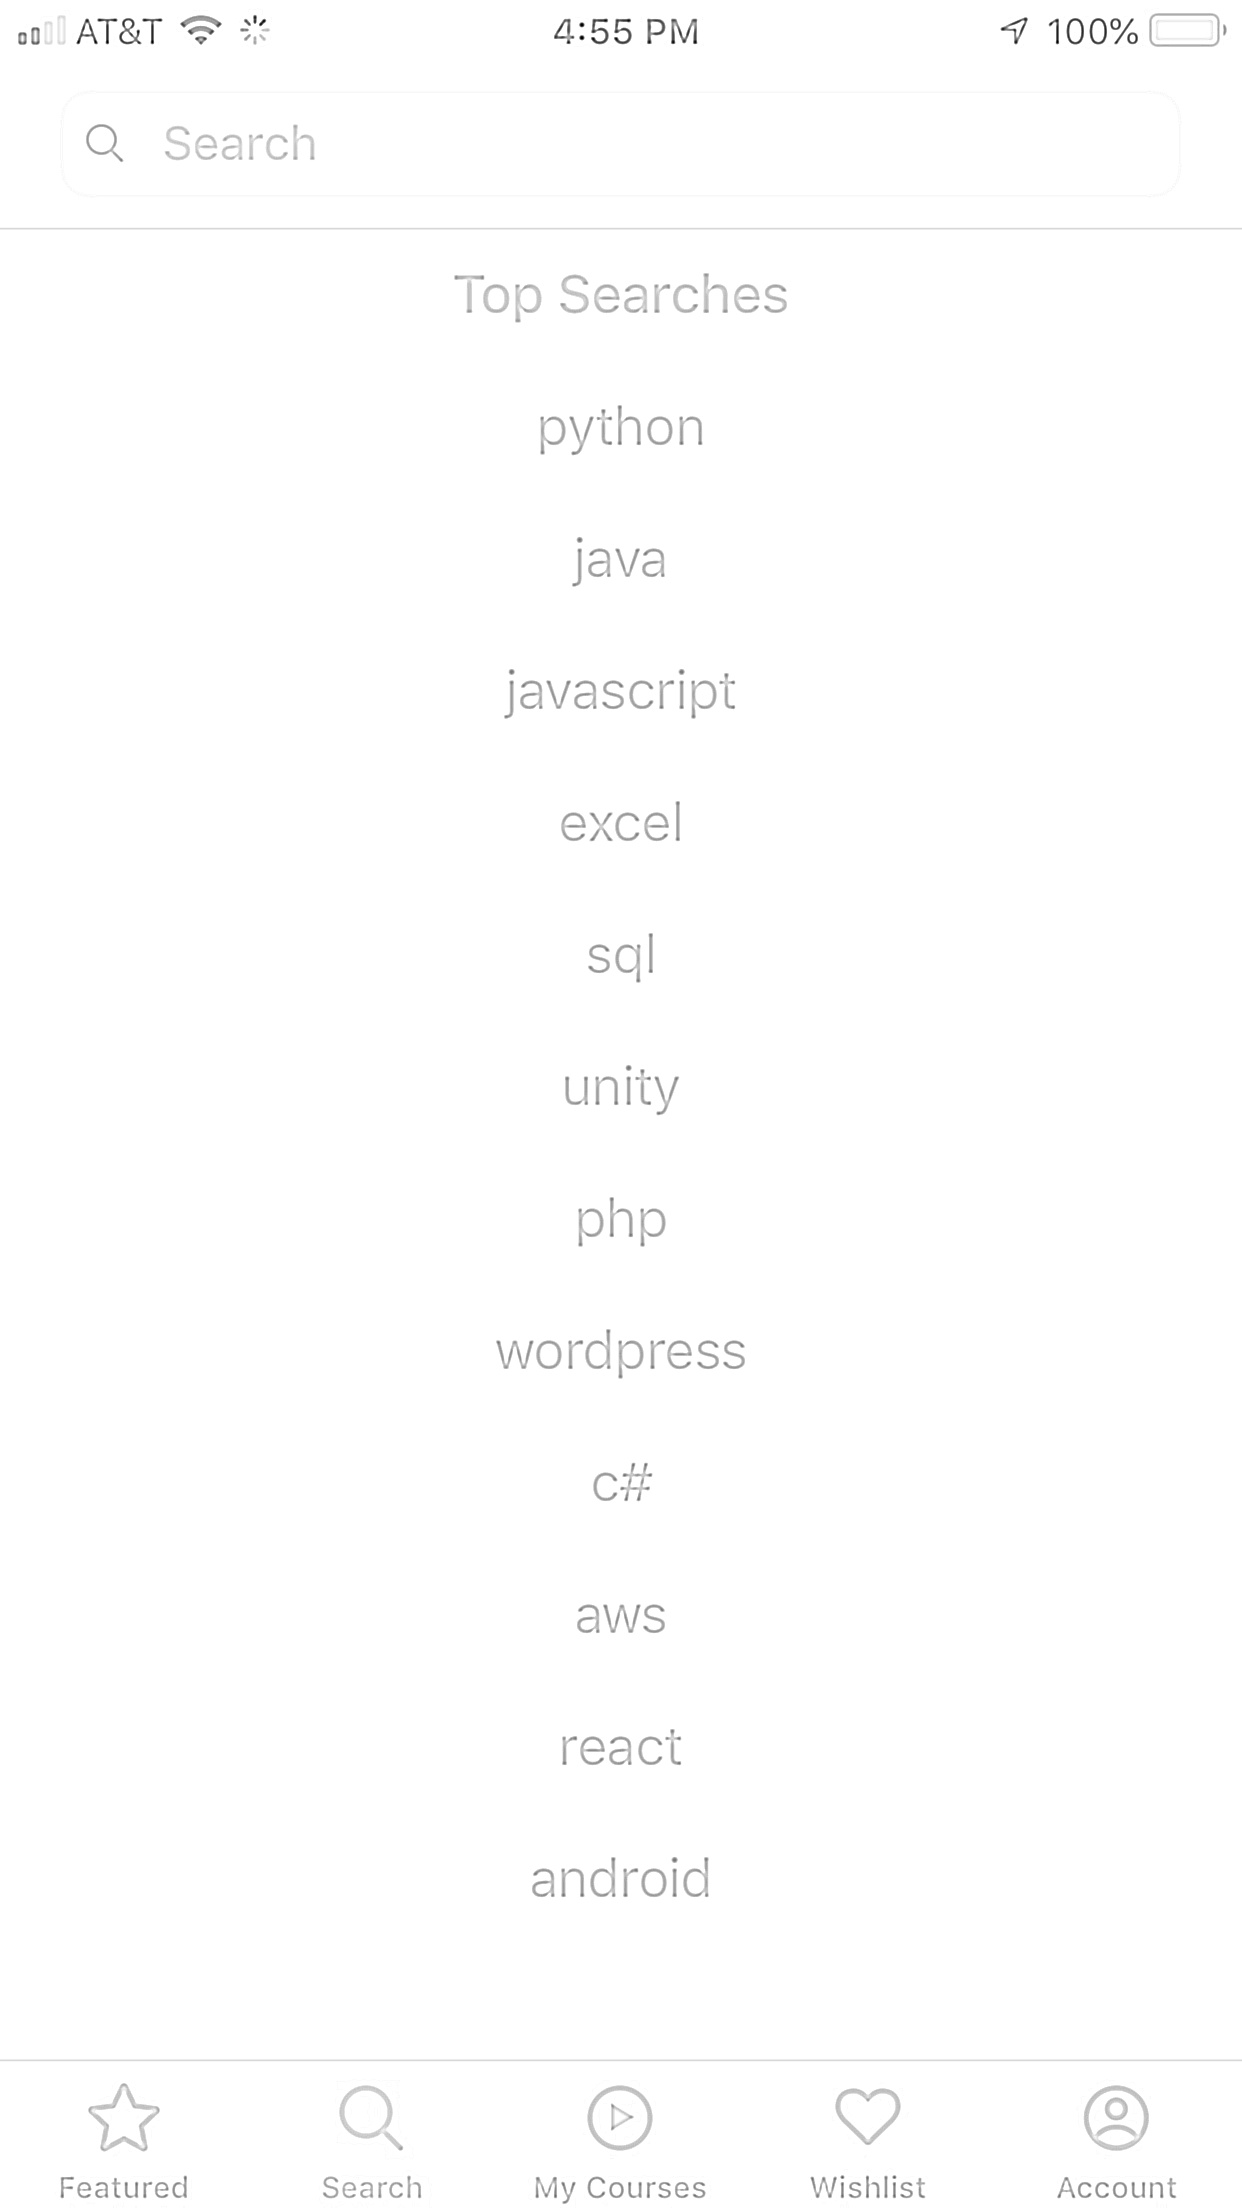 AT&T 4:55 PM 100%
Search
Top Searches
python
java
javascript
excel
sql
unity
php
wordpress
c#
aws
react
android
Featured Search My Courses Wishlist Account